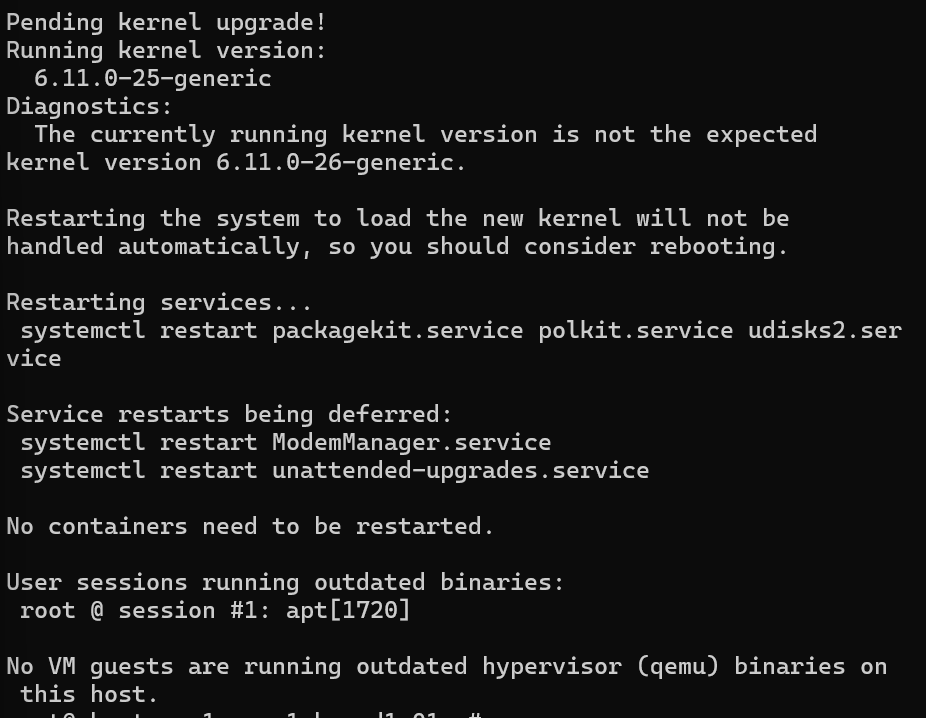 Pending kernel upgrade!
Running kernel version:
  6.11.0-25-generic
Diagnostics:
  The currently running kernel version is not the expected
kernel version 6.11.0-26-generic.

Restarting the system to load the new kernel will not be
handled automatically, so you should consider rebooting.

Restarting services...
 systemctl restart packagekit.service polkit.service udisks2.ser
vice

Service restarts being deferred:
 systemctl restart ModemManager.service
 systemctl restart unattended-upgrades.service

No containers need to be restarted.

User sessions running outdated binaries:
 root @ session #1: apt[1720]

No VM guests are running outdated hypervisor (qemu) binaries on
 this host.